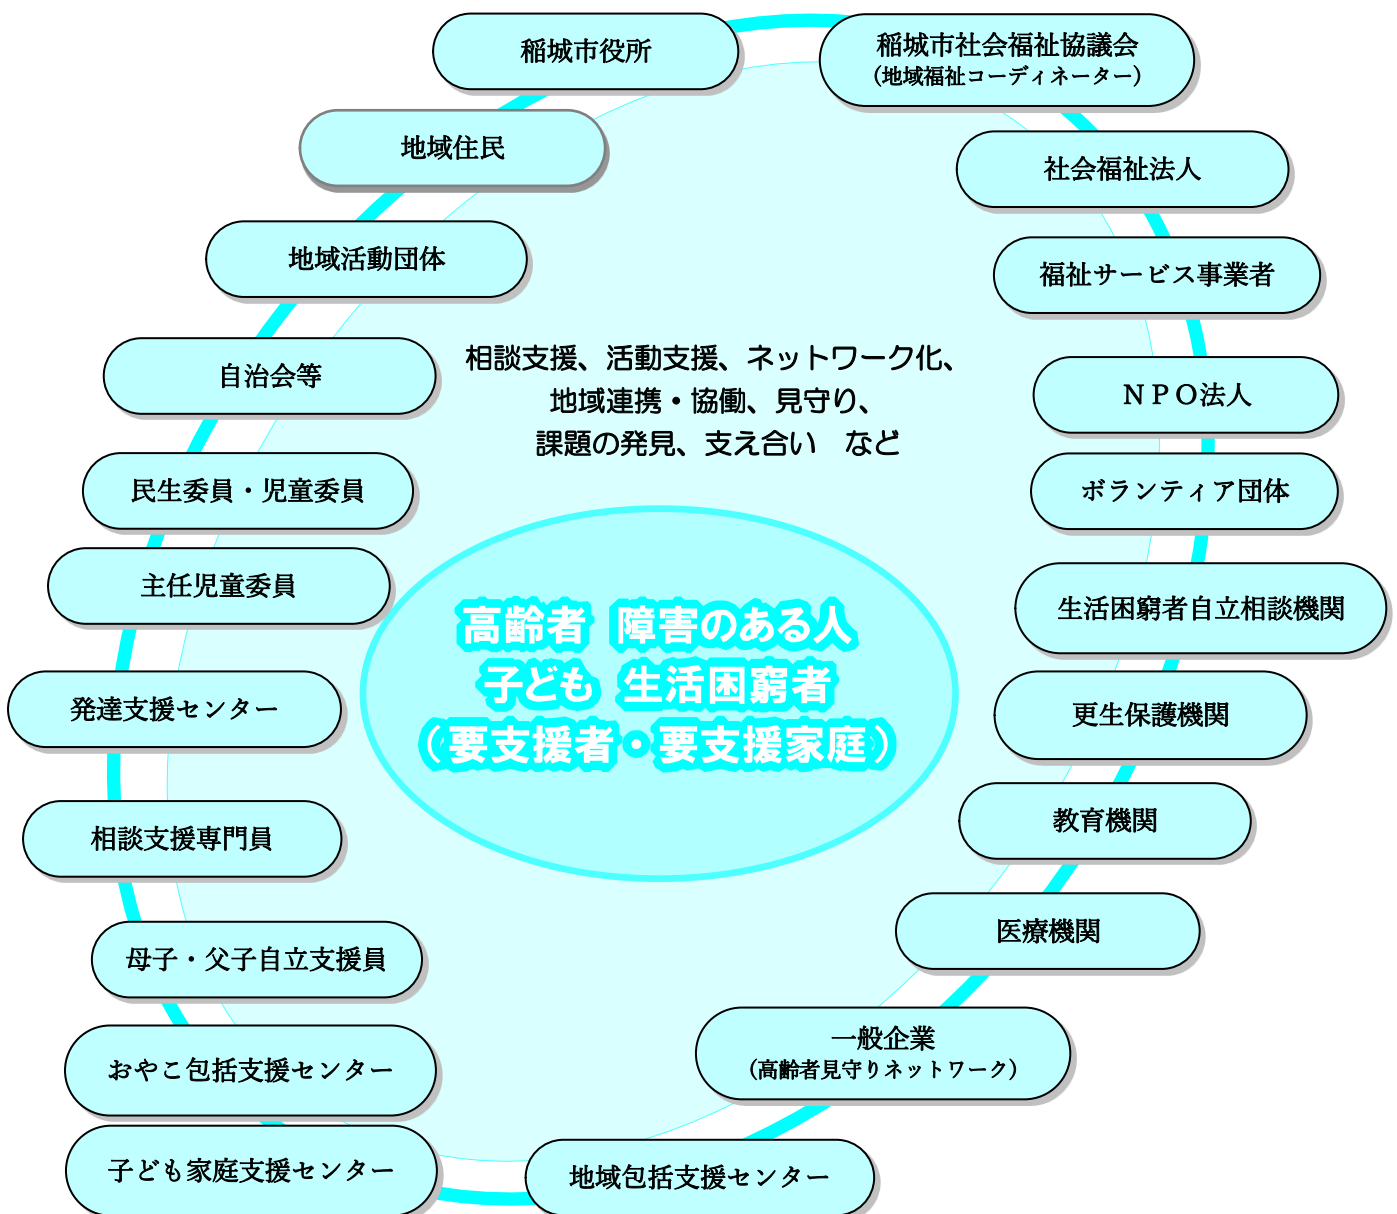 稲城市役所
稲城市社会福祉協議会
（地域福祉コーディネーター）
地域住民
社会福祉法人
地域活動団体
福祉サービス事業者
自治会等
相談支援、活動支援、ネットワーク化、
地域連携・協働、見守り、
課題の発見、支え合い　など
ＮＰＯ法人
民生委員・児童委員
ボランティア団体
主任児童委員
生活困窮者自立相談機関
高齢者　障害のある人
子ども　生活困窮者
（要支援者・要支援家庭）
発達支援センター
更生保護機関
相談支援専門員
教育機関
母子・父子自立支援員
医療機関
おやこ包括支援センター
一般企業
（高齢者見守りネットワーク）
子ども家庭支援センター
地域包括支援センター